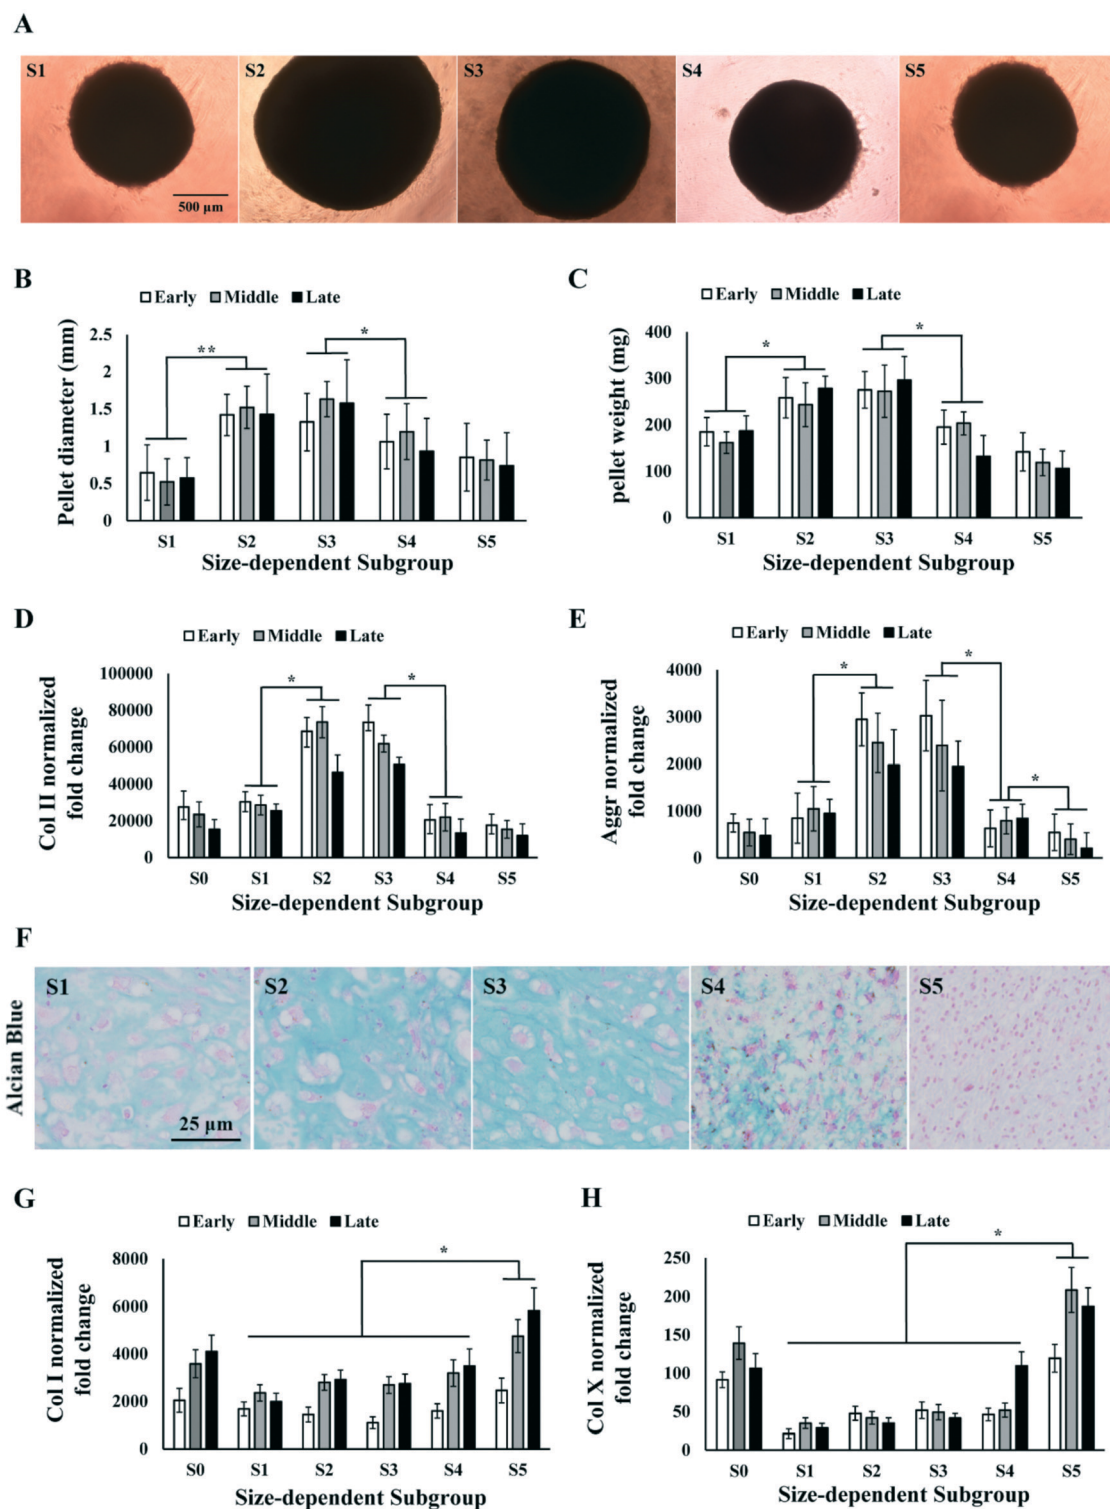 A
S1 S2 S3 S4 S5
500 µm
B
Early Middle Late
Pellet diameter (mm)
2.5
2
1.5
1
0.5
0
**
*
S1 S2 S3 S4 S5
Size-dependent Subgroup
C
Early Middle Late
pellet weight (mg)
400
300
200
100
0
*
*
S1 S2 S3 S4 S5
Size-dependent Subgroup
D
Early Middle Late
Col II normalized
fold change
100000
80000
60000
40000
20000
0
*
*
S0 S1 S2 S3 S4 S5
Size-dependent Subgroup
E
Early Middle Late
Aggr normalized
fold change
4000
3000
2000
1000
0
*
*
*
S0 S1 S2 S3 S4 S5
Size-dependent Subgroup
F
Alcian Blue
S1 S2 S3 S4 S5
25 µm
G
Early Middle Late
Col I normalized
fold change
8000
6000
4000
2000
0
*
S0 S1 S2 S3 S4 S5
Size-dependent Subgroup
H
Early Middle Late
Col X normalized
fold change
250
200
150
100
50
0
*
S0 S1 S2 S3 S4 S5
Size-dependent Subgroup